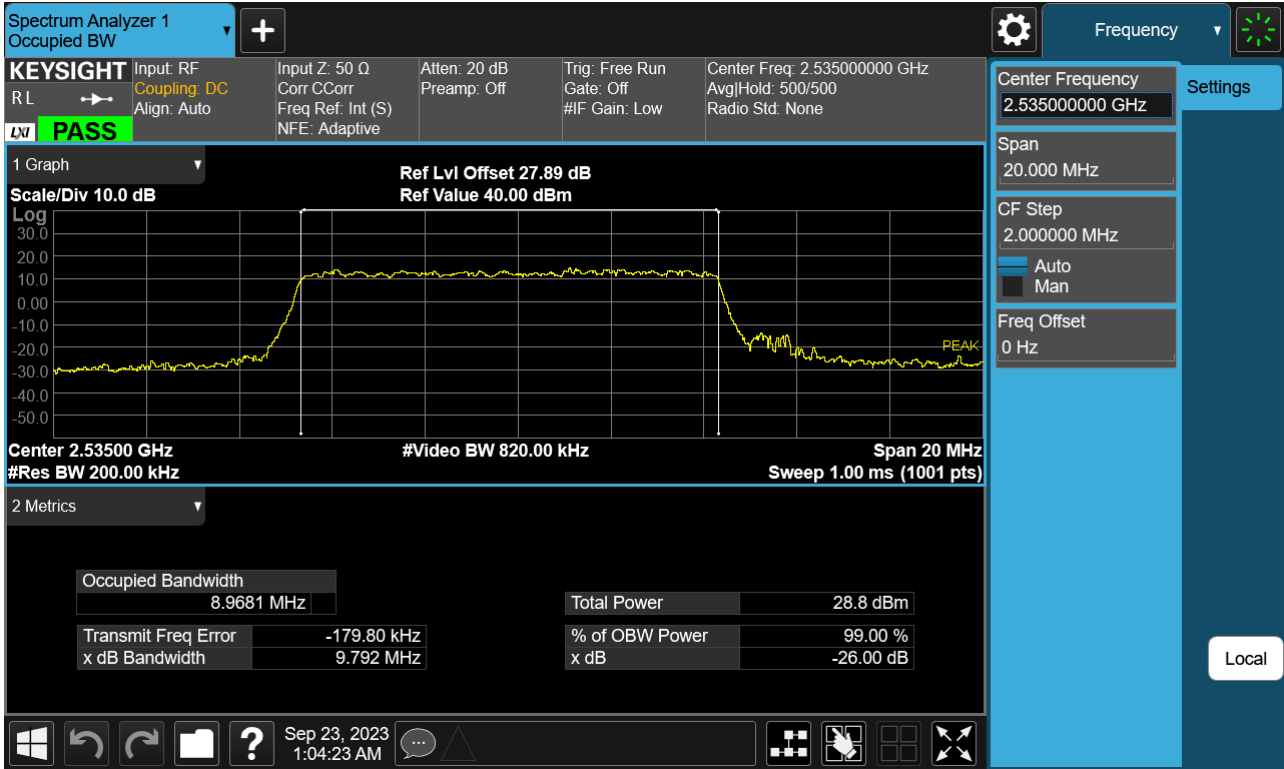 Spectrum Analyzer 1
Occupied BW
Frequency
KEYSIGHT
R L
LXI
PASS
Input: RF
Coupling: DC
Align: Auto
Input Z: 50 Ω
Corr CCorr
Freq Ref: Int (S)
NFE: Adaptive
Atten: 20 dB
Preamp: Off
Trig: Free Run
Gate: Off
#IF Gain: Low
Center Freq: 2.535000000 GHz
Avg|Hold: 500/500
Radio Std: None
Center Frequency
2.535000000 GHz
Settings
Span
20.000 MHz
CF Step
2.000000 MHz
Auto
Man
Freq Offset
0 Hz
Local
1 Graph
Scale/Div 10.0 dB
Ref Lvl Offset 27.89 dB
Ref Value 40.00 dBm
Log
30.0
20.0
10.0
0.00
-10.0
-20.0
-30.0
-40.0
-50.0
PEAK
Center 2.53500 GHz
#Video BW 820.00 kHz
Span 20 MHz
#Res BW 200.00 kHz
Sweep 1.00 ms (1001 pts)
2 Metrics
Occupied Bandwidth
8.9681 MHz
Total Power 28.8 dBm
Transmit Freq Error -179.80 kHz
% of OBW Power 99.00 %
x dB Bandwidth 9.792 MHz
x dB -26.00 dB
?
Sep 23, 2023
1:04:23 AM